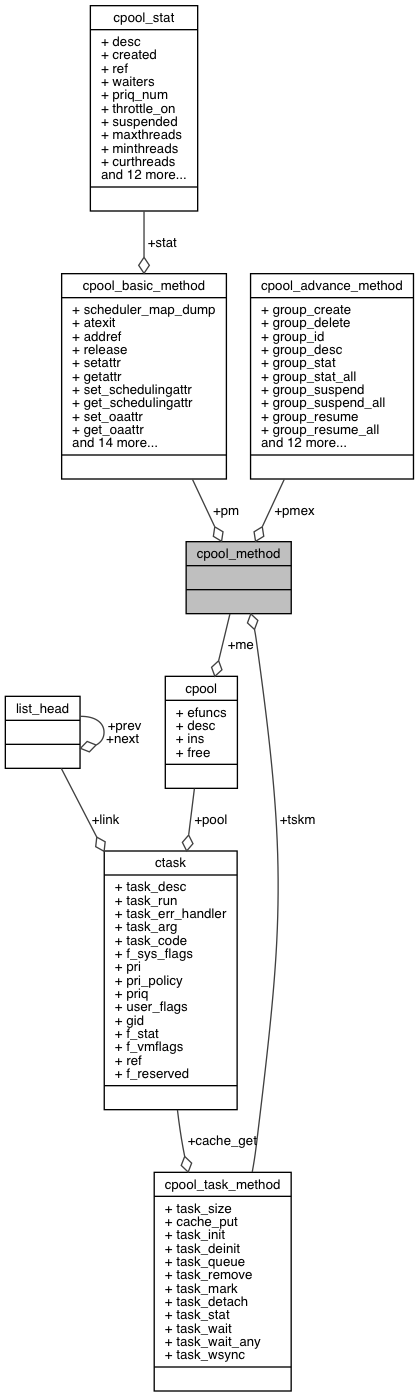 cpool_stat
+ desc
+ created
+ ref
+ waiters
+ priq_num
+ throttle_on
+ suspended
+ maxthreads
+ minthreads
+ curthreads
and 12 more...
+stat
cpool_basic_method
+ scheduler_map_dump
+ atexit
+ addref
+ release
+ setattr
+ getattr
+ set_schedulingattr
+ get_schedulingattr
+ set_oaattr
+ get_oaattr
and 14 more...
cpool_advance_method
+ group_create
+ group_delete
+ group_id
+ group_desc
+ group_stat
+ group_stat_all
+ group_suspend
+ group_suspend_all
+ group_resume
+ group_resume_all
and 12 more...
+pm
+pmex
cpool_method
+me
cpool
+ efuncs
+ desc
+ ins
+ free
list_head
+prev
+next
+link
+pool
+tskm
ctask
+ task_desc
+ task_run
+ task_err_handler
+ task_arg
+ task_code
+ f_sys_flags
+ pri
+ pri_policy
+ priq
+ user_flags
+ gid
+ f_stat
+ f_vmflags
+ ref
+ f_reserved
+cache_get
cpool_task_method
+ task_size
+ cache_put
+ task_init
+ task_deinit
+ task_queue
+ task_remove
+ task_mark
+ task_detach
+ task_stat
+ task_wait
+ task_wait_any
+ task_wsync